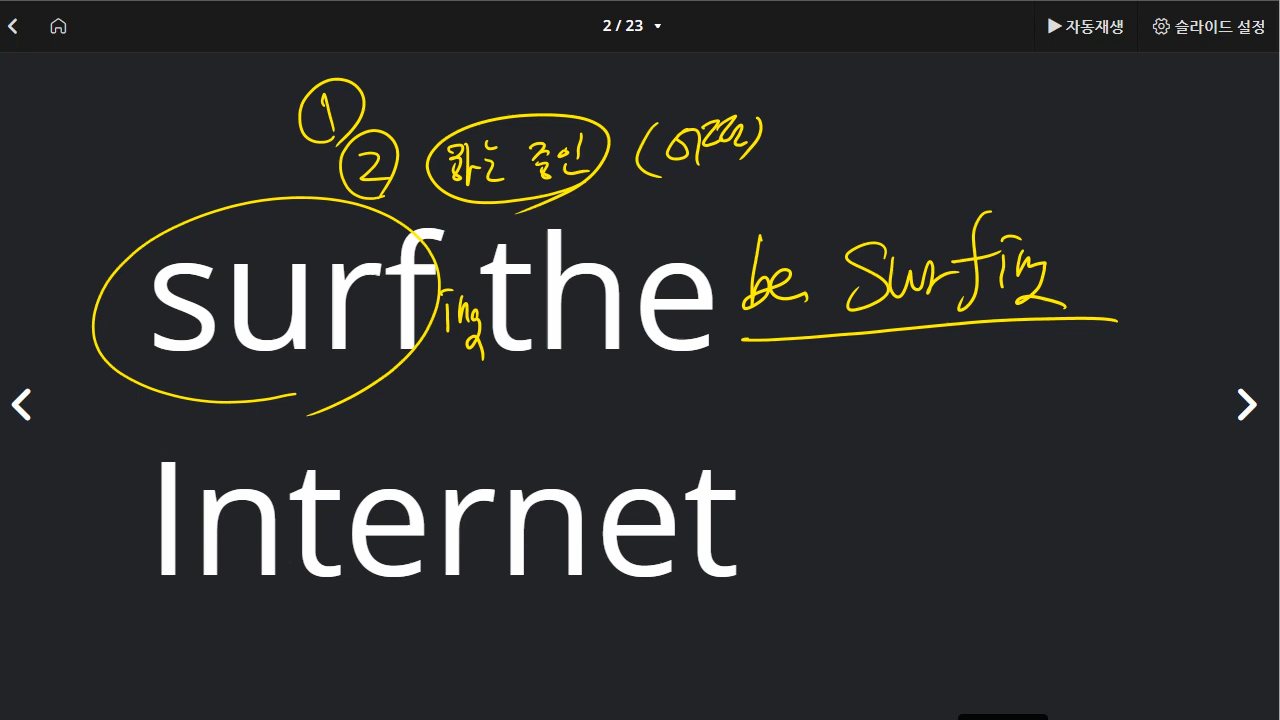 2 / 23
자동재생
슬라이드 설정
①
② 하는 중인
surf the be surfing
ing
Internet